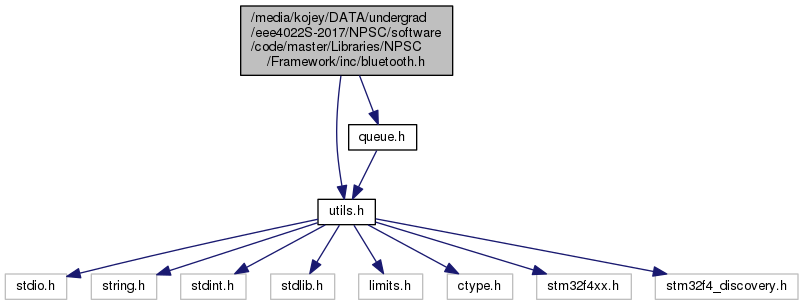 /media/kojey/DATA/undergrad
/eee4022S-2017/NPSC/software
/code/master/Libraries/NPSC
/Framework/inc/bluetooth.h
queue.h
utils.h
stdio.h
string.h
stdint.h
stdlib.h
limits.h
ctype.h
stm32f4xx.h
stm32f4_discovery.h